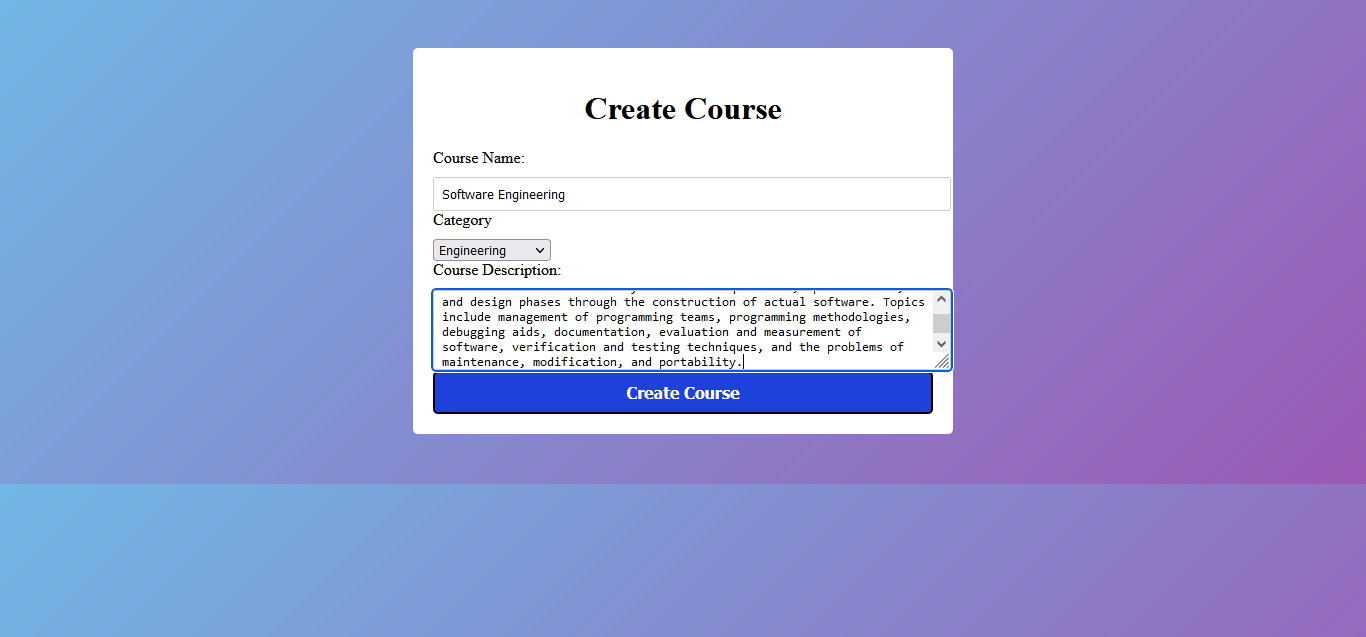 Create Course
Course Name:
Software Engineering
Category
Engineering
Course Description:
and design phases through the construction of actual software. Topics
include management of programming teams, programming methodologies,
debugging aids, documentation, evaluation and measurement of
software, verification and testing techniques, and the problems of
maintenance, modification, and portability.
Create Course